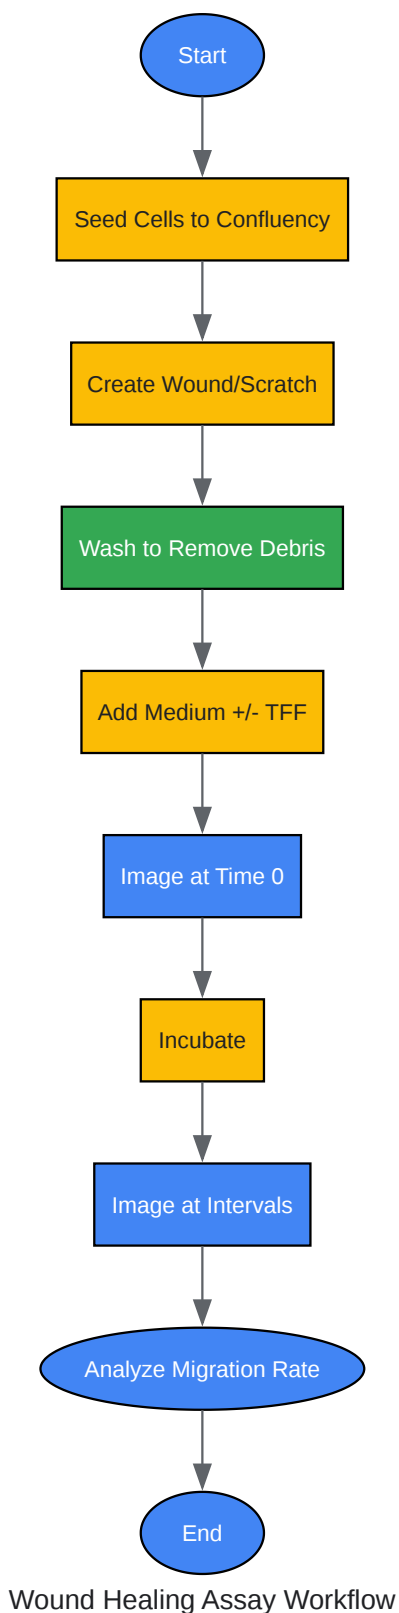 Start
Seed Cells to Confluency
Create Wound/Scratch
Wash to Remove Debris
Add Medium +/- TFF
Image at Time 0
Incubate
Image at Intervals
Analyze Migration Rate
End
Wound Healing Assay Workflow